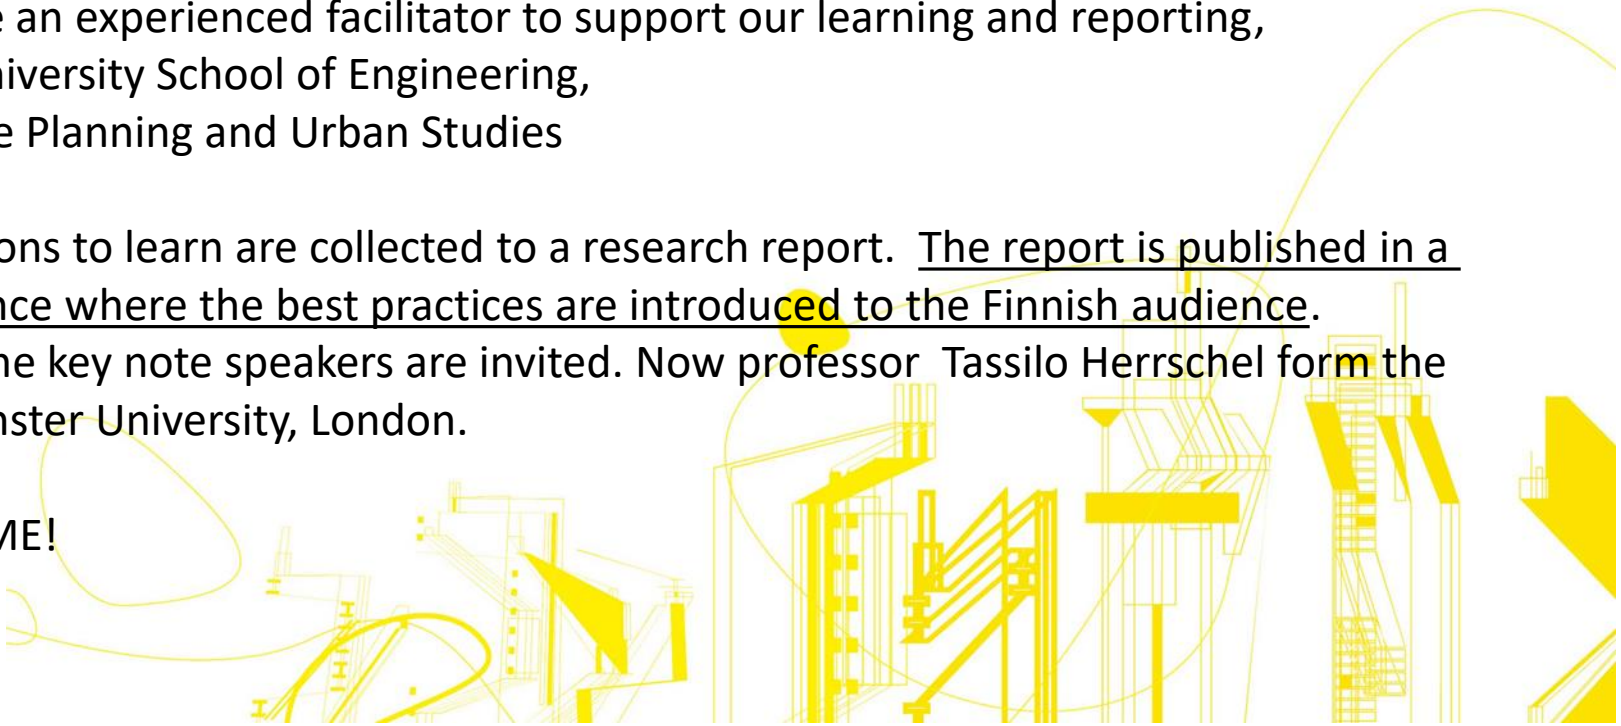 e an experienced facilitator to support our learning and reporting,
niversity School of Engineering,
e Planning and Urban Studies
ons to learn are collected to a research report.  The report is published in a
nce where the best practices are introduced to the Finnish audience.
ne key note speakers are invited. Now professor  Tassilo Herrschel form the
nster University, London.
ME!